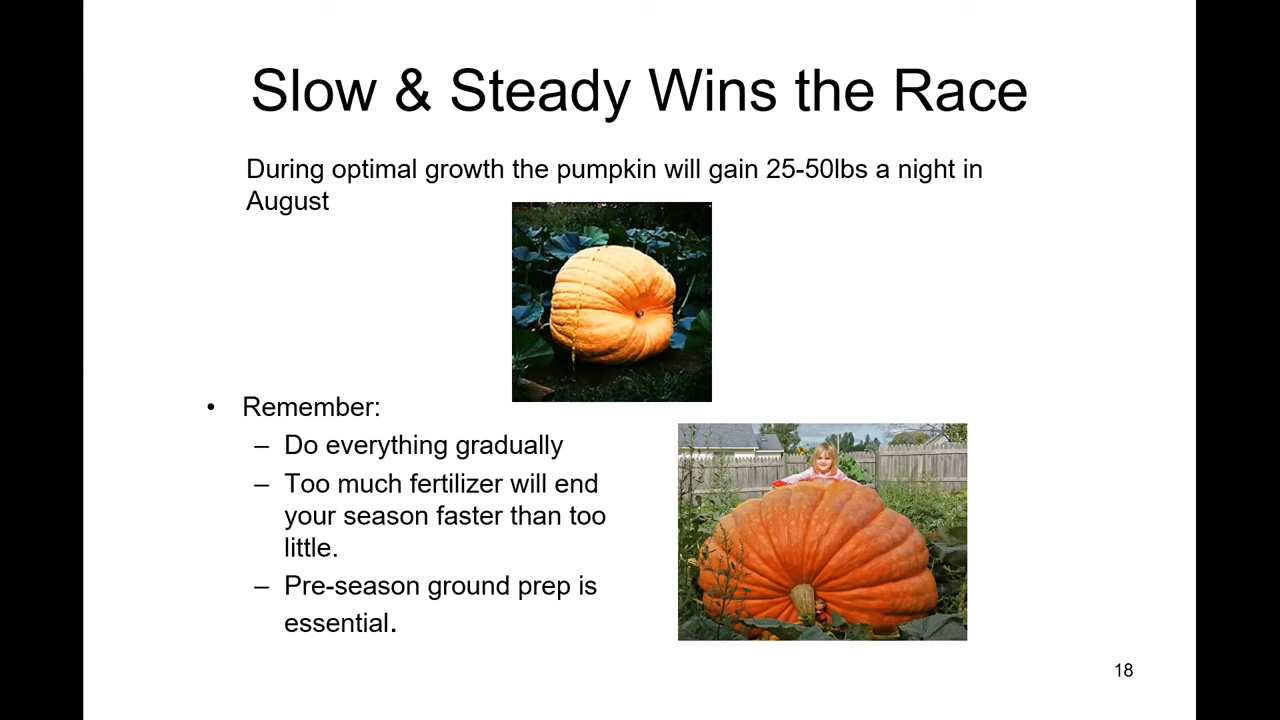 Slow & Steady Wins the Race
During optimal growth the pumpkin will gain 25-50lbs a night in
August
• Remember:
– Do everything gradually
– Too much fertilizer will end
your season faster than too
little.
– Pre-season ground prep is
essential.
18